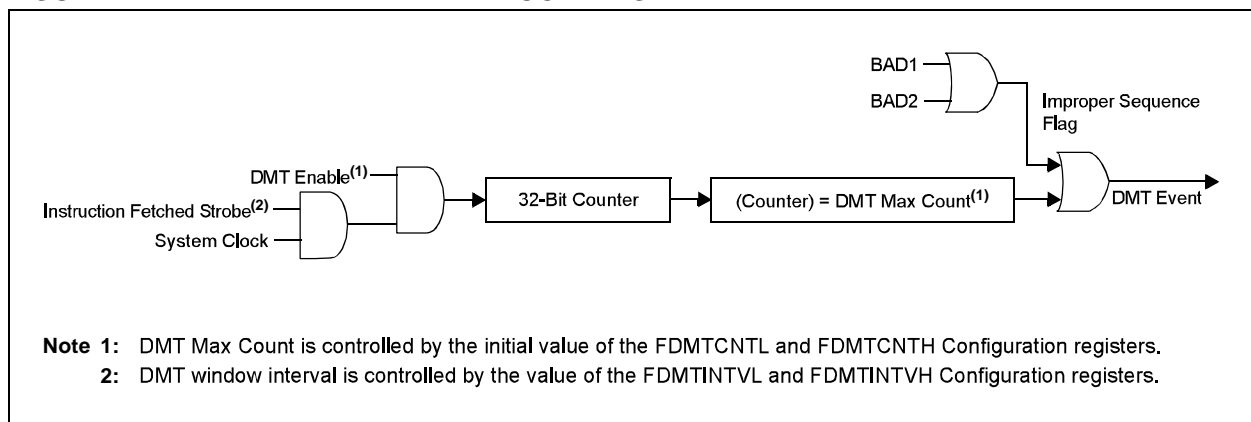 BAD1
BAD2
Improper Sequence
Flag
DMT Enable(1)
Instruction Fetched Strobe(2)
System Clock
32-Bit Counter
(Counter) = DMT Max Count(1)
DMT Event
Note 1: DMT Max Count is controlled by the initial value of the FDMTCNTL and FDMTCNTH Configuration registers.
2: DMT window interval is controlled by the value of the FDMTINTVL and FDMTINTVH Configuration registers.